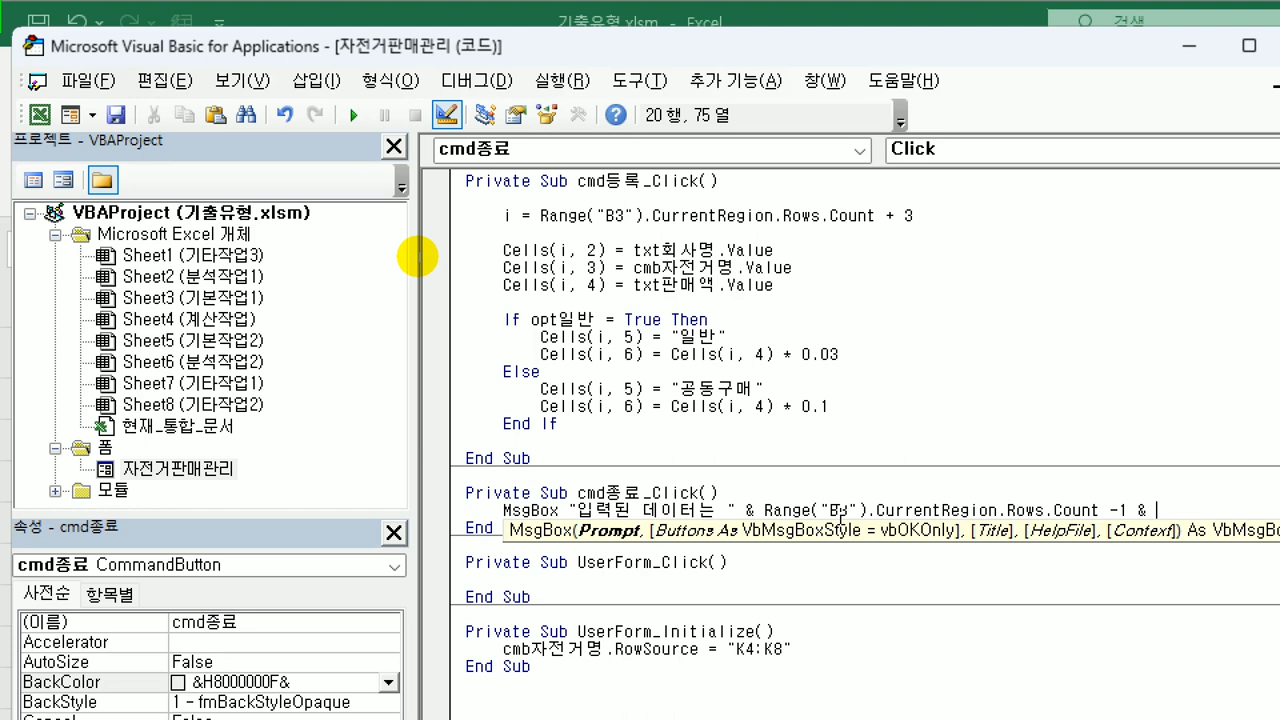 기출유형.xlsm - Excel
검색
Microsoft Visual Basic for Applications - [자전거판매관리 (코드)]
파일(F) 편집(E) 보기(V) 삽입(I) 형식(O) 디버그(D) 실행(R) 도구(T) 추가 기능(A) 창(W) 도움말(H)
20 행, 75 열
프로젝트 - VBAProject
cmd종료
Click
VBAProject (기출유형.xlsm)
Microsoft Excel 개체
Sheet1 (기타작업3)
Sheet2 (분석작업1)
Sheet3 (기본작업1)
Sheet4 (계산작업)
Sheet5 (기본작업2)
Sheet6 (분석작업2)
Sheet7 (기타작업1)
Sheet8 (기타작업2)
현재_통합_문서
폼
자전거판매관리
모듈
속성 - cmd종료
cmd종료 CommandButton
사전순 항목별
(이름) cmd종료
Accelerator
AutoSize False
BackColor &H8000000F&
BackStyle 1 - fmBackStyleOpaque
Private Sub cmd등록_Click()
i = Range("B3").CurrentRegion.Rows.Count + 3
Cells(i, 2) = txt회사명.Value
Cells(i, 3) = cmb자전거명.Value
Cells(i, 4) = txt판매액.Value
If opt일반 = True Then
Cells(i, 5) = "일반"
Cells(i, 6) = Cells(i, 4) * 0.03
Else
Cells(i, 5) = "공동구매"
Cells(i, 6) = Cells(i, 4) * 0.1
End If
End Sub
Private Sub cmd종료_Click()
MsgBox "입력된 데이터는 " & Range("B3").CurrentRegion.Rows.Count -1 &
End
MsgBox(Prompt, [Buttons As VbMsgBoxStyle = vbOKOnly], [Title], [HelpFile], [Context]) As VbMsgBo
Private Sub UserForm_Click()
End Sub
Private Sub UserForm_Initialize()
cmb자전거명.RowSource = "K4:K8"
End Sub